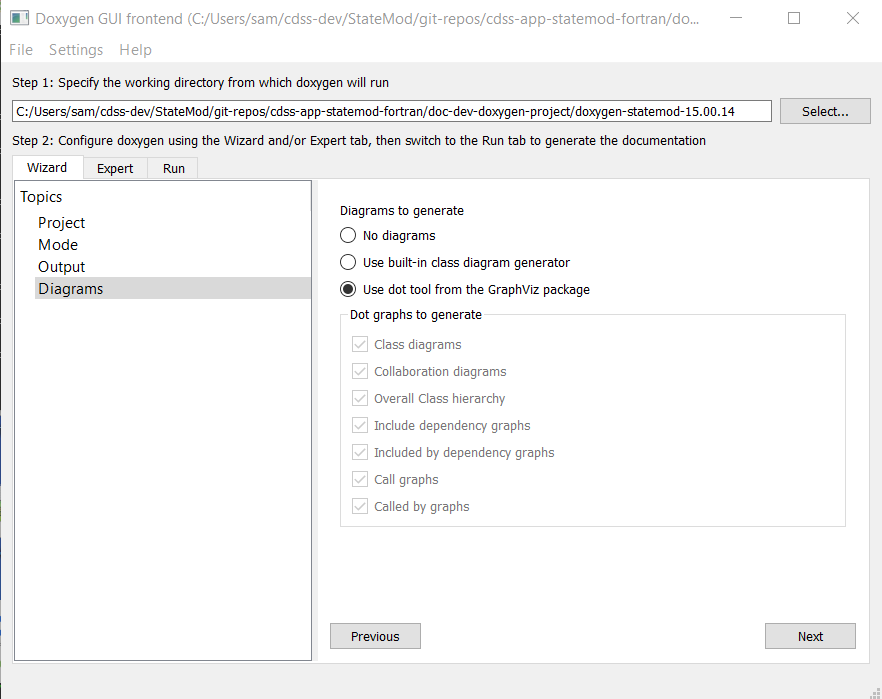 Doxygen GUI frontend (C:/Users/sam/cdss-dev/StateMod/git-repos/cdss-app-statemod-fortran/do...
File Settings Help
Step 1: Specify the working directory from which doxygen will run
C:/Users/sam/cdss-dev/StateMod/git-repos/cdss-app-statemod-fortran/doc-dev-doxygen-project/doxygen-statemod-15.00.14
Select...
Step 2: Configure doxygen using the Wizard and/or Expert tab, then switch to the Run tab to generate the documentation
Wizard Expert Run
Topics
Project
Mode
Output
Diagrams
Diagrams to generate
No diagrams
Use built-in class diagram generator
Use dot tool from the GraphViz package
Dot graphs to generate
Class diagrams
Collaboration diagrams
Overall Class hierarchy
Include dependency graphs
Included by dependency graphs
Call graphs
Called by graphs
Previous
Next